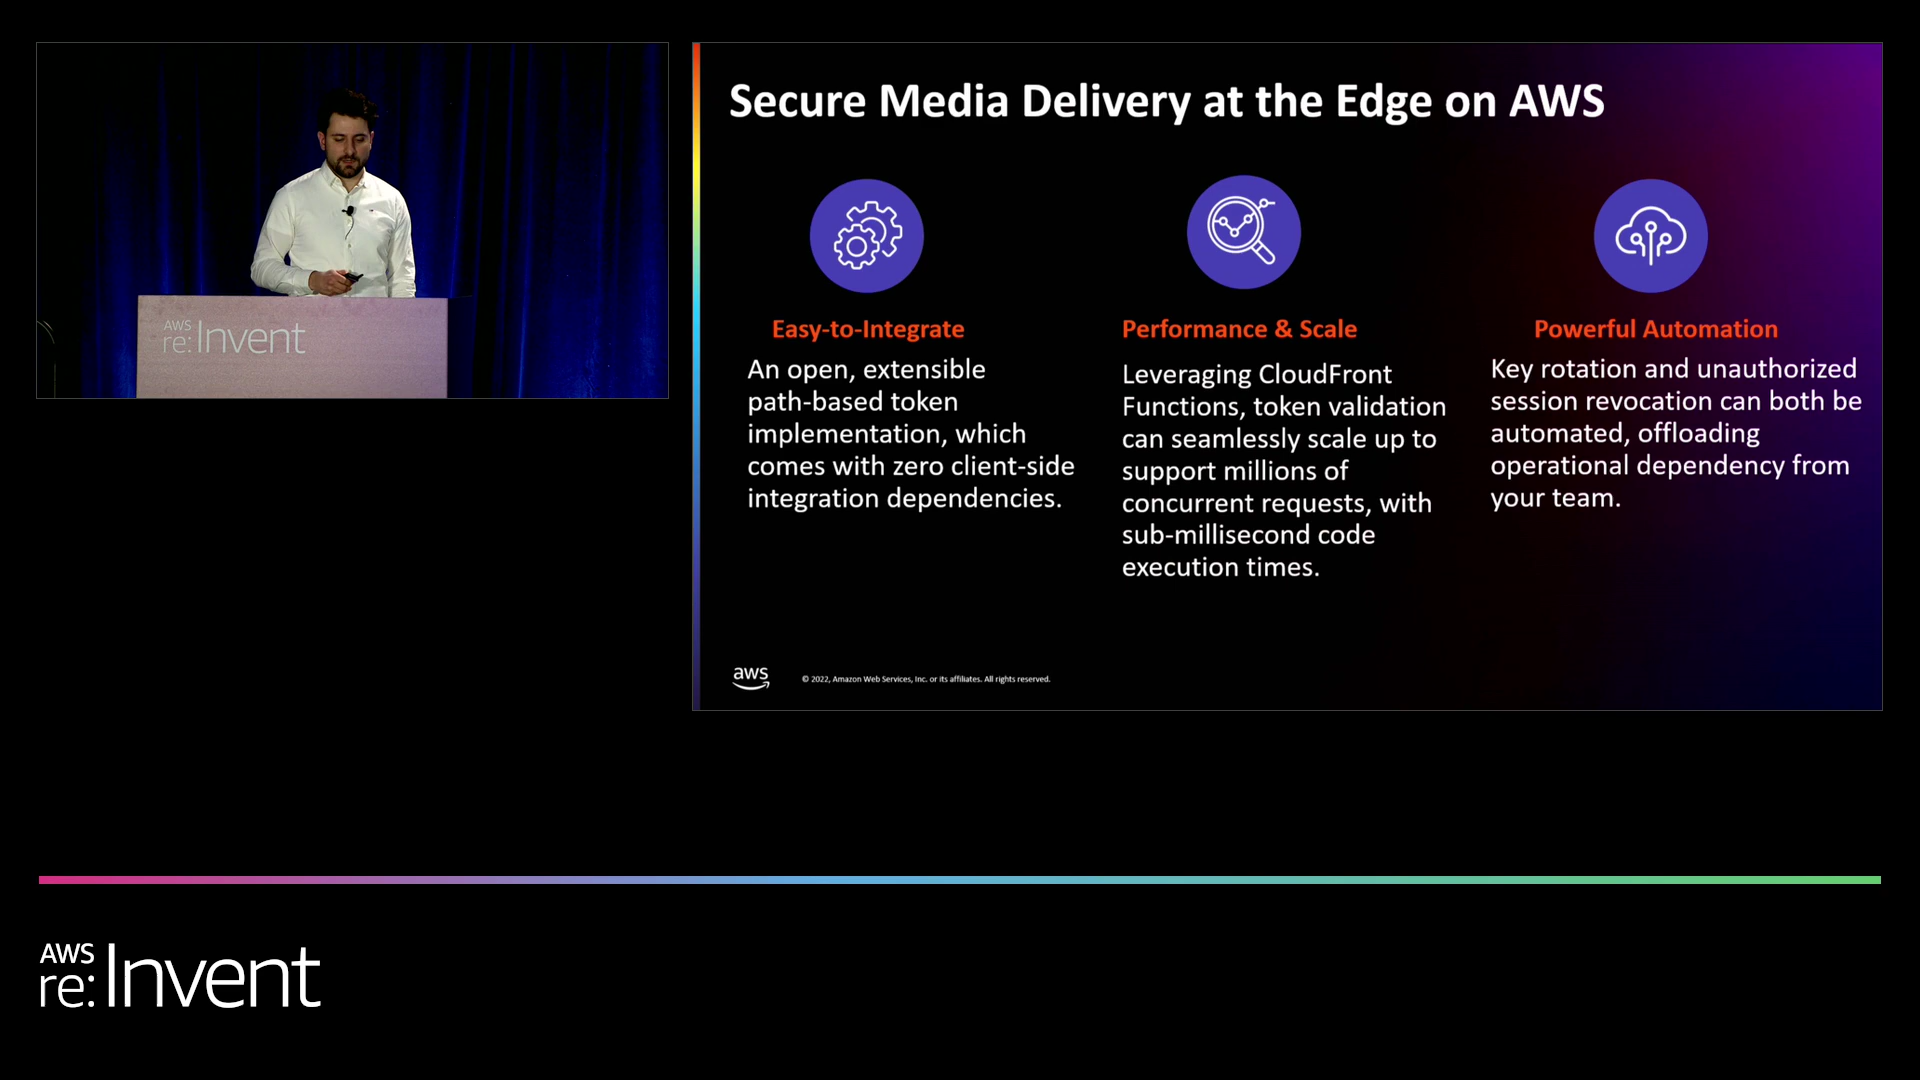 AWS
re:Invent
Secure Media Delivery at the Edge on AWS
Easy-to-Integrate
An open, extensible
path-based token
implementation, which
comes with zero client-side
integration dependencies.
Performance & Scale
Leveraging CloudFront
Functions, token validation
can seamlessly scale up to
support millions of
concurrent requests, with
sub-millisecond code
execution times.
Powerful Automation
Key rotation and unauthorized
session revocation can both be
automated, offloading
operational dependency from
your team.
aws
© 2022, Amazon Web Services, Inc. or its affiliates. All rights reserved.
AWS
re:Invent